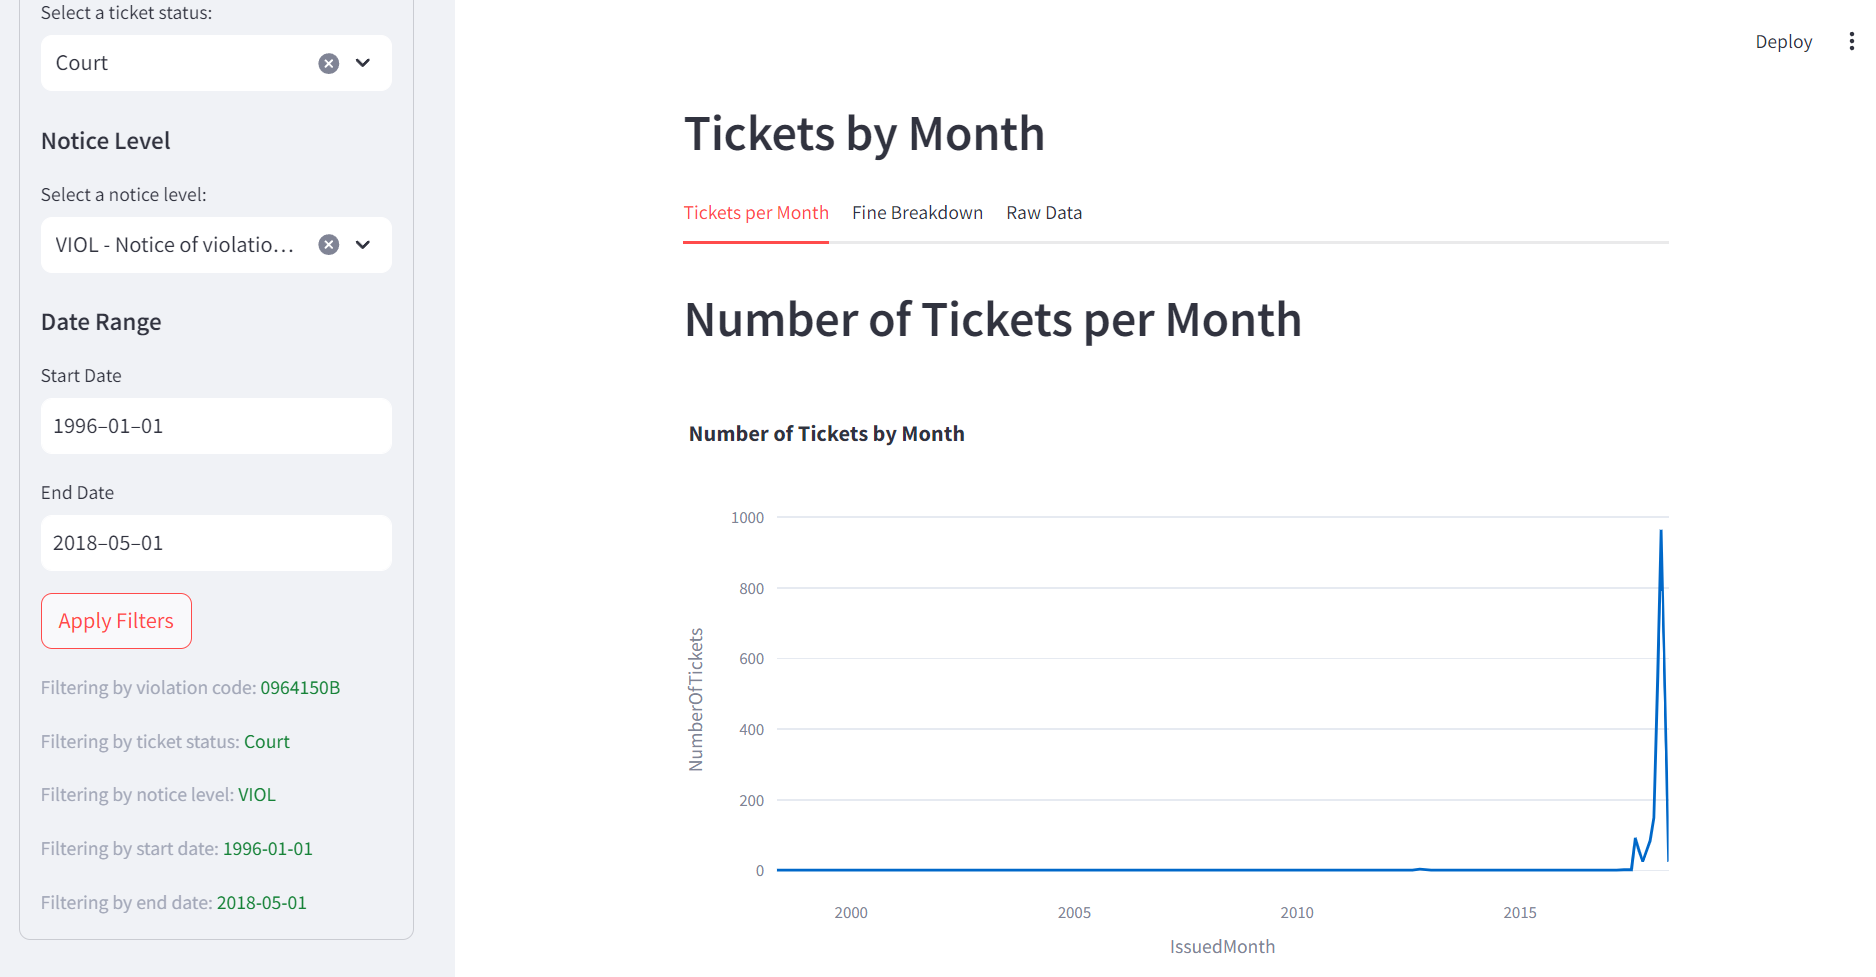 Select a ticket status:
Court
Notice Level
Select a notice level:
VIOL - Notice of violatio...
Date Range
Start Date
1996–01–01
End Date
2018–05–01
Apply Filters
Filtering by violation code: 0964150B
Filtering by ticket status: Court
Filtering by notice level: VIOL
Filtering by start date: 1996-01-01
Filtering by end date: 2018-05-01
Deploy
Tickets by Month
Tickets per Month Fine Breakdown Raw Data
Number of Tickets per Month
Number of Tickets by Month
NumberOfTickets
1000
800
600
400
200
0
2000 2005 2010 2015
IssuedMonth